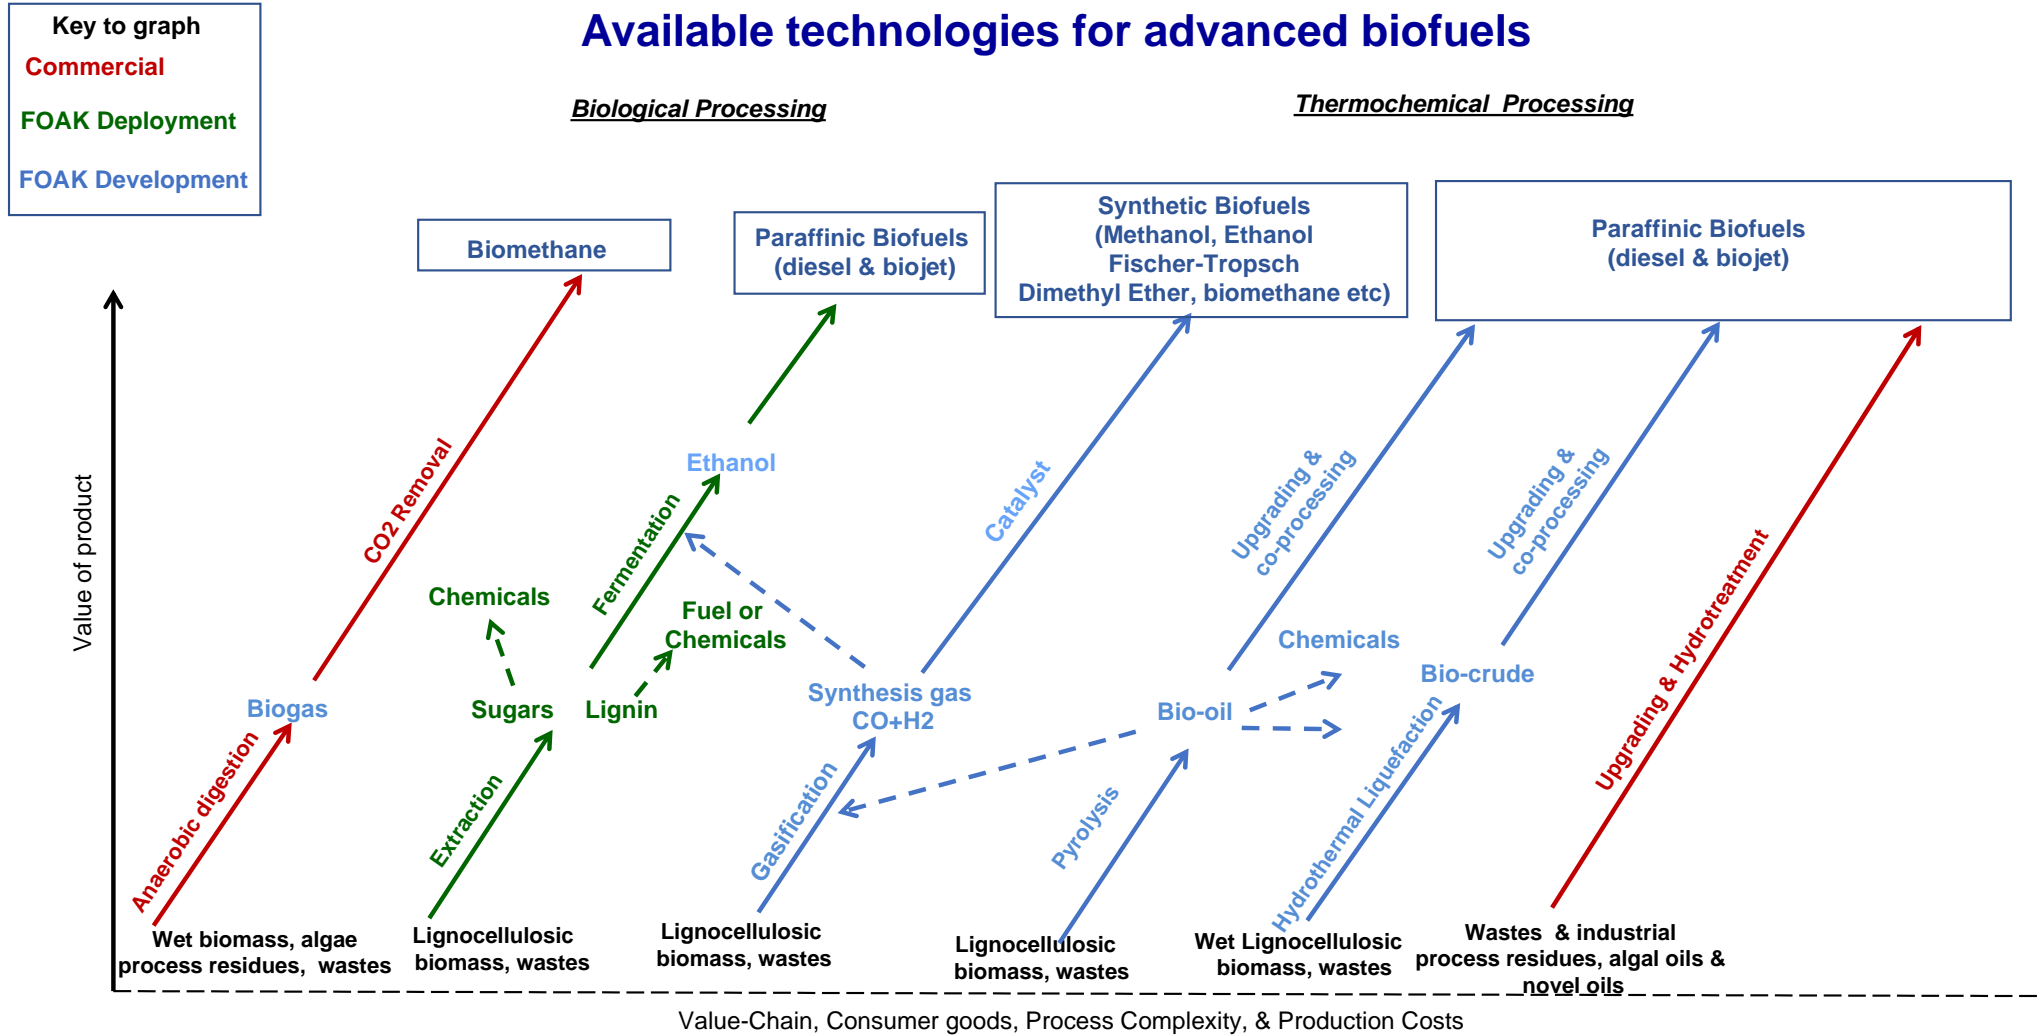 Key to graph
Commercial
FOAK Deployment
FOAK Development
Available technologies for advanced biofuels
Biological Processing
Thermochemical Processing
Biomethane
Paraffinic Biofuels
(diesel & biojet)
Synthetic Biofuels
(Methanol, Ethanol
Fischer-Tropsch
Dimethyl Ether, biomethane etc)
Paraffinic Biofuels
(diesel & biojet)
Value of product
CO2 Removal
Ethanol
Catalyst
Upgrading &
co-processing
Upgrading &
co-processing
Fermentation
Chemicals
Fuel or
Chemicals
Chemicals
Upgrading & Hydrotreatment
Biogas
Sugars
Lignin
Synthesis gas
CO+H2
Bio-oil
Bio-crude
Anaerobic digestion
Extraction
Gasification
Pyrolysis
Hydrothermal Liquefaction
Wet biomass, algae
process residues, wastes
Lignocellulosic
biomass, wastes
Lignocellulosic
biomass, wastes
Lignocellulosic
biomass, wastes
Wet Lignocellulosic
biomass, wastes
Wastes & industrial
process residues, algal oils &
novel oils
Value-Chain, Consumer goods, Process Complexity, & Production Costs